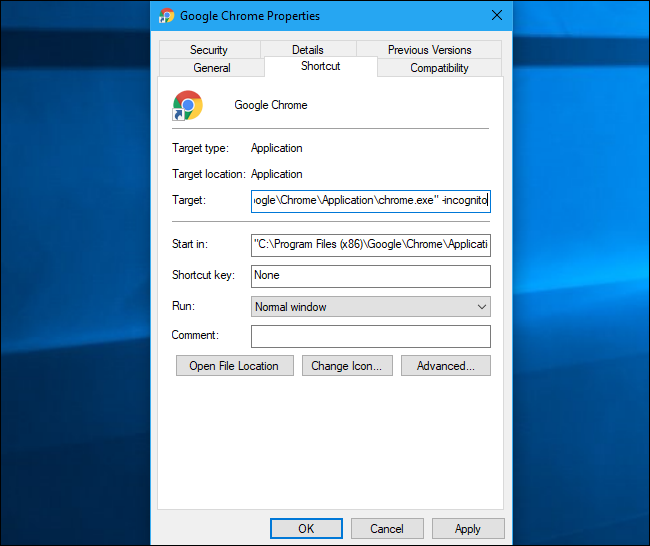 Google Chrome Properties
Security Details Previous Versions
General Shortcut Compatibility
Google Chrome
Target type: Application
Target location: Application
Target: ogle\Chrome\Application\chrome.exe" -incognito
Start in: "C:\Program Files (x86)\Google\Chrome\Applicati
Shortcut key: None
Run: Normal window
Comment:
Open File Location Change Icon... Advanced...
OK Cancel Apply